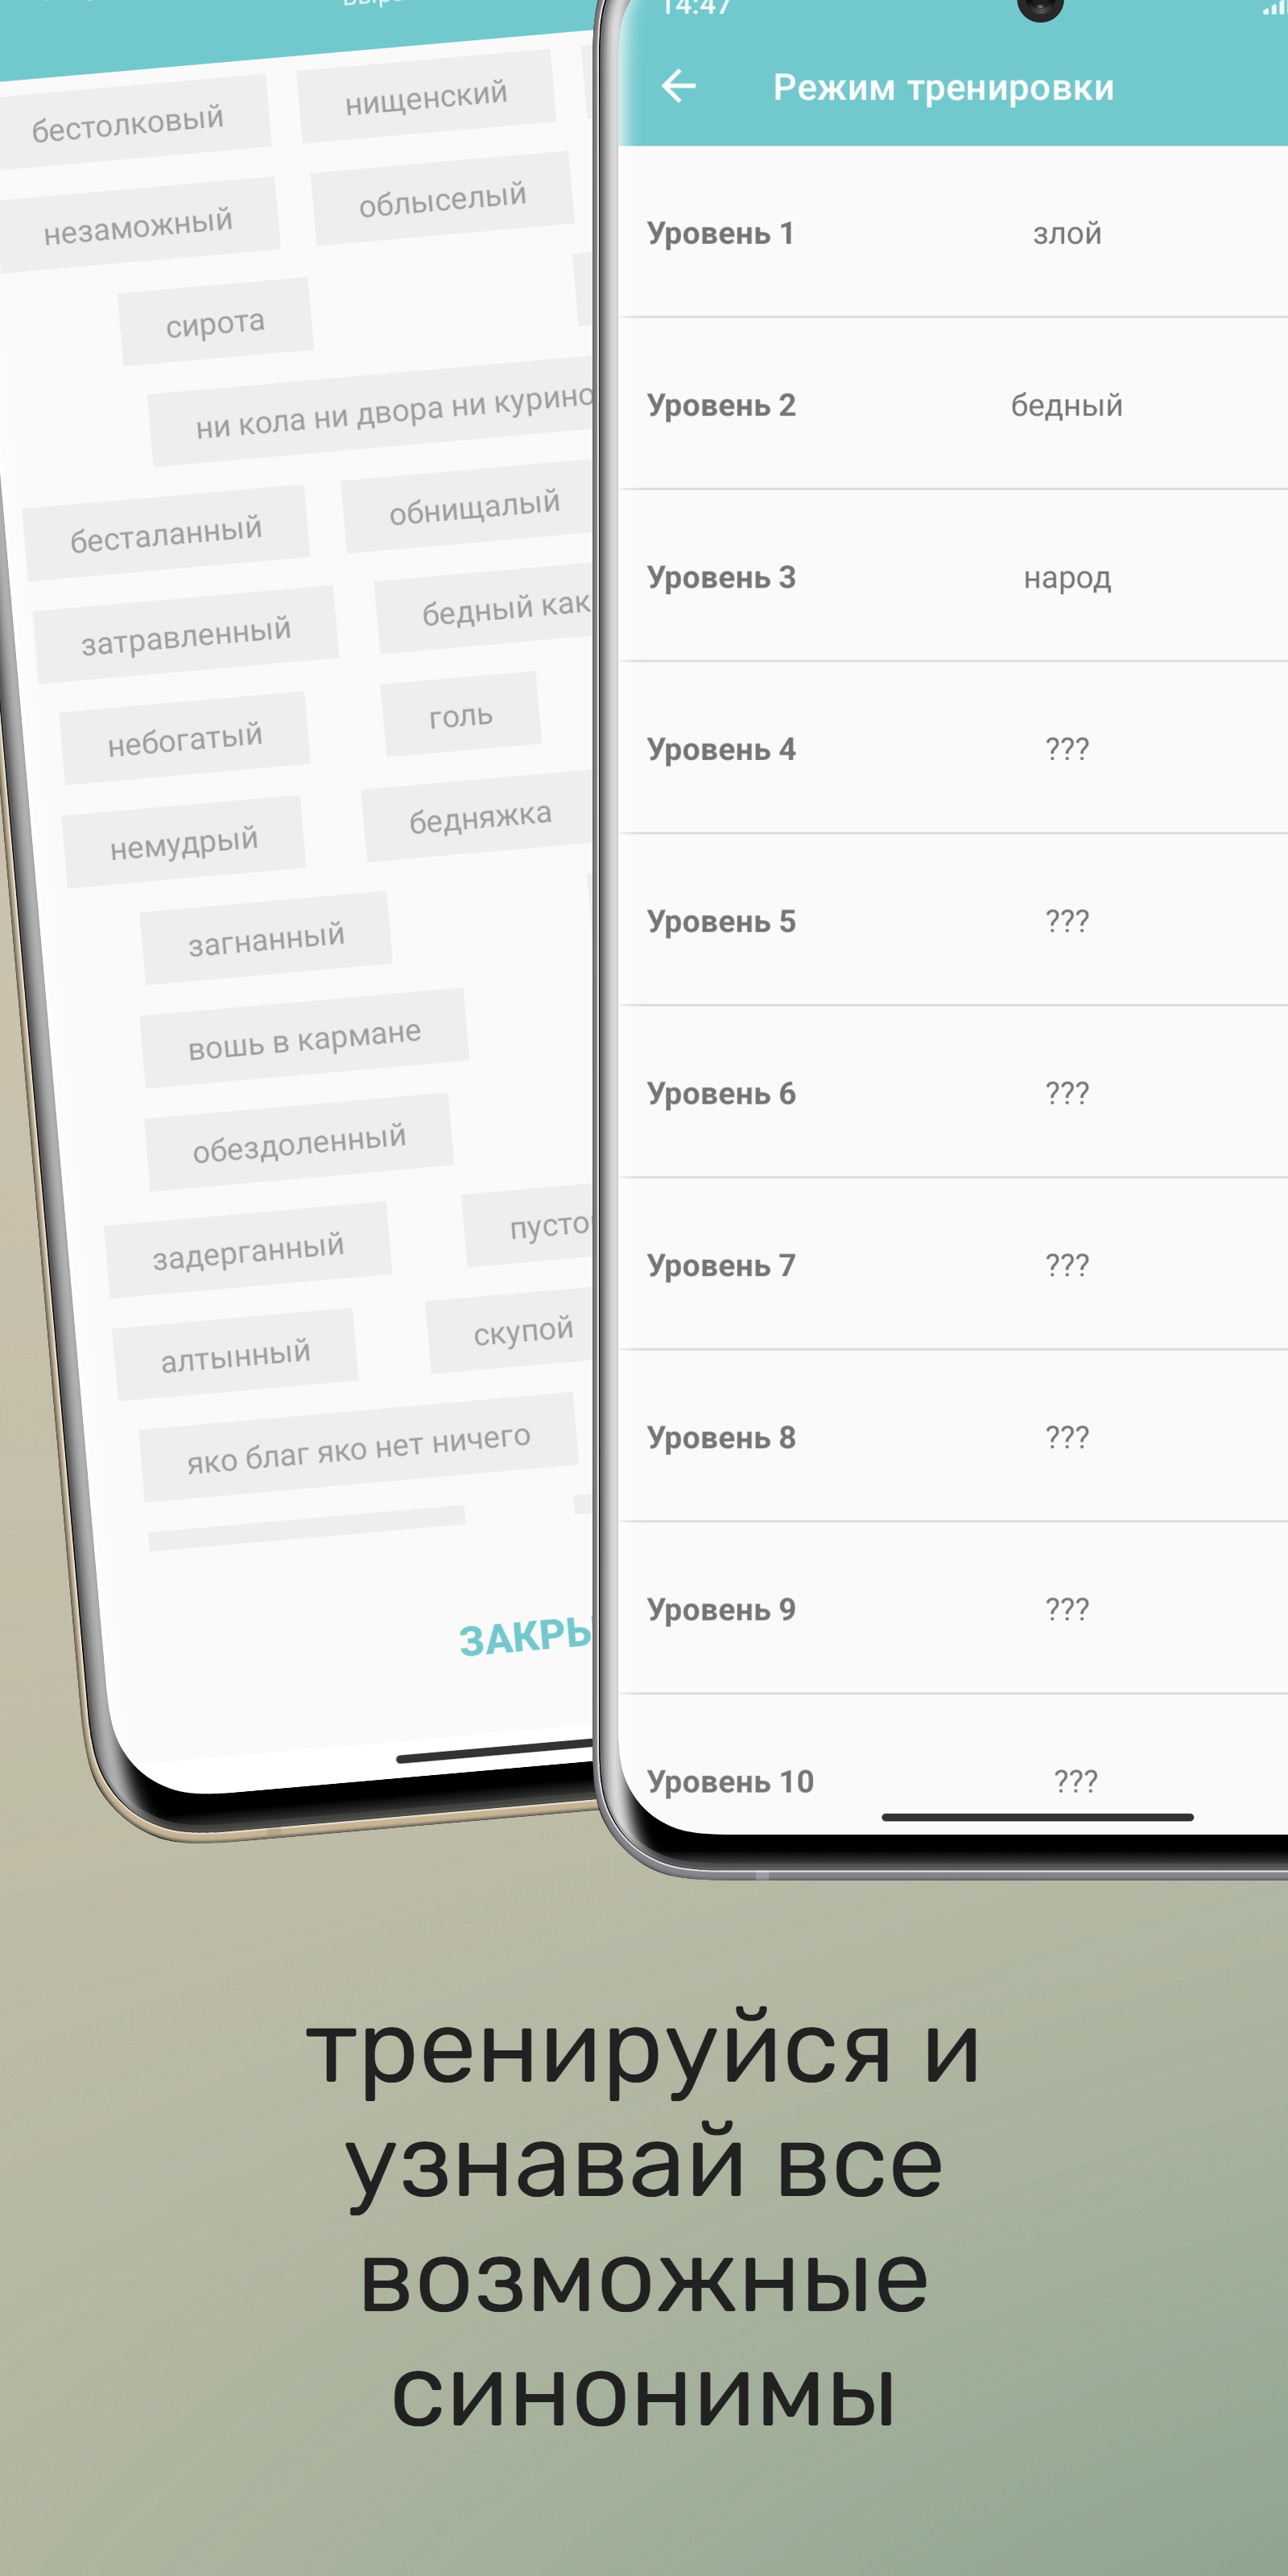 бестолковый нищенский
незаможный облыселый
сирота
ни кола ни двора ни
бесталанный обнищалый
затравленный бедный как
небогатый голь
немудрый бедняжка
загнанный
вошь в кармане
обездоленный
задерганный
алтынный скупой
яко благ яко нет ничего
14:47
Режим тренировки
Уровень 1 злой
Уровень 2 бедный
Уровень 3 народ
Уровень 4 ???
Уровень 5 ???
Уровень 6 ???
Уровень 7 ???
Уровень 8 ???
Уровень 9 ???
Уровень 10 ???
тренируйся и
узнавай все
возможные
синонимы